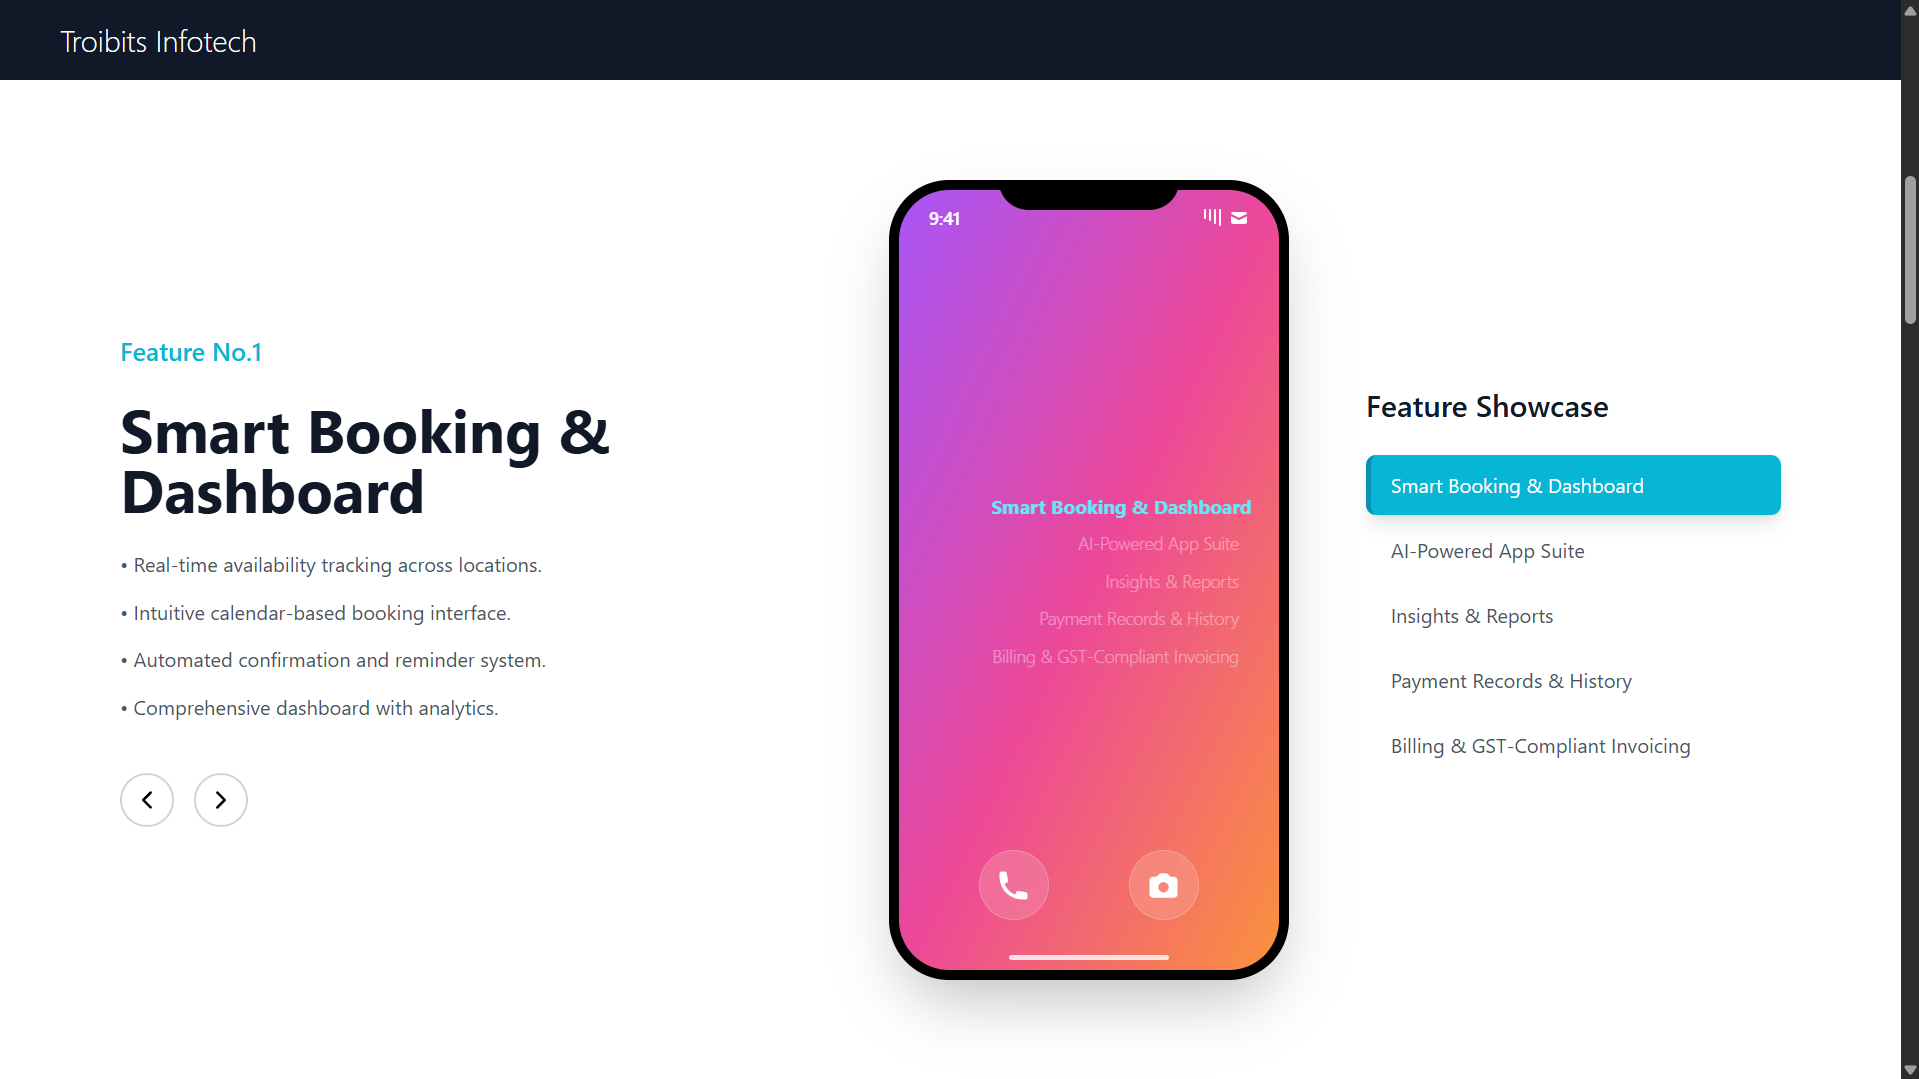 Troibits Infotech
Feature No.1
Smart Booking &
Dashboard
• Real-time availability tracking across locations.
• Intuitive calendar-based booking interface.
• Automated confirmation and reminder system.
• Comprehensive dashboard with analytics.
9:41
Smart Booking & Dashboard
AI-Powered App Suite
Insights & Reports
Payment Records & History
Billing & GST-Compliant Invoicing
Feature Showcase
Smart Booking & Dashboard
AI-Powered App Suite
Insights & Reports
Payment Records & History
Billing & GST-Compliant Invoicing